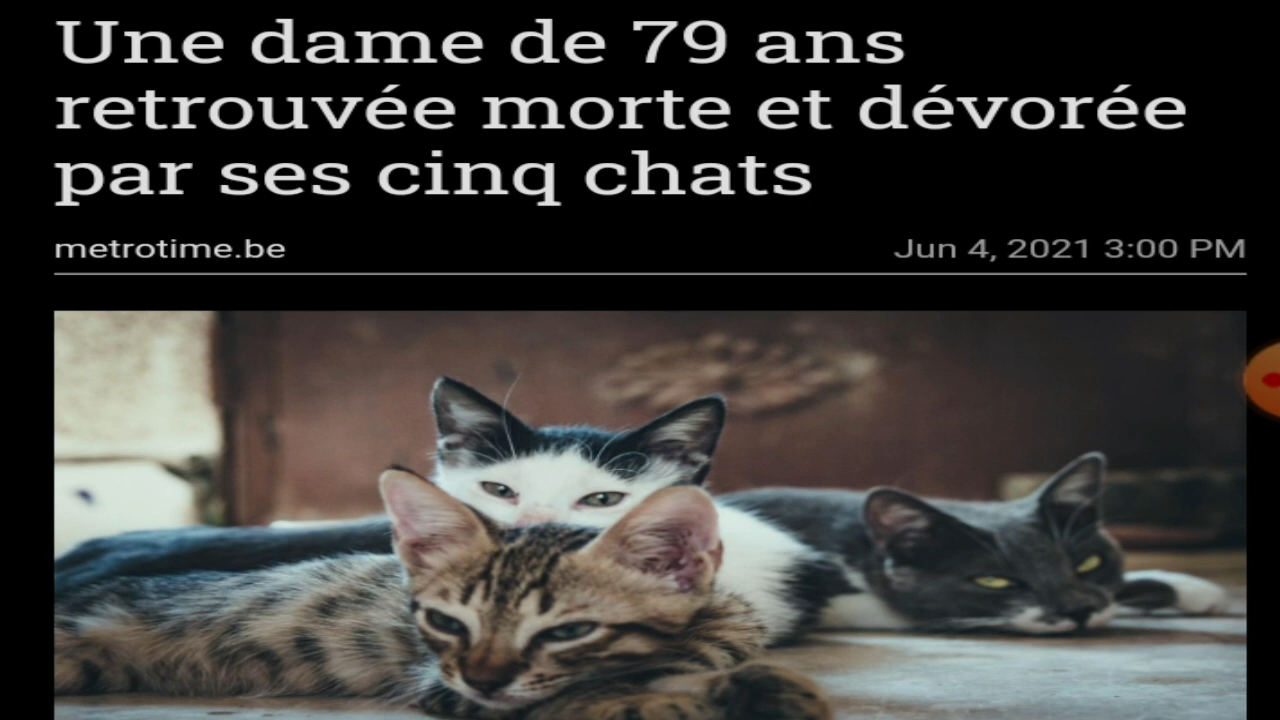 Une dame de 79 ans
retrouvée morte et dévorée
par ses cinq chats
metrotime.be
Jun 4, 2021 3:00 PM